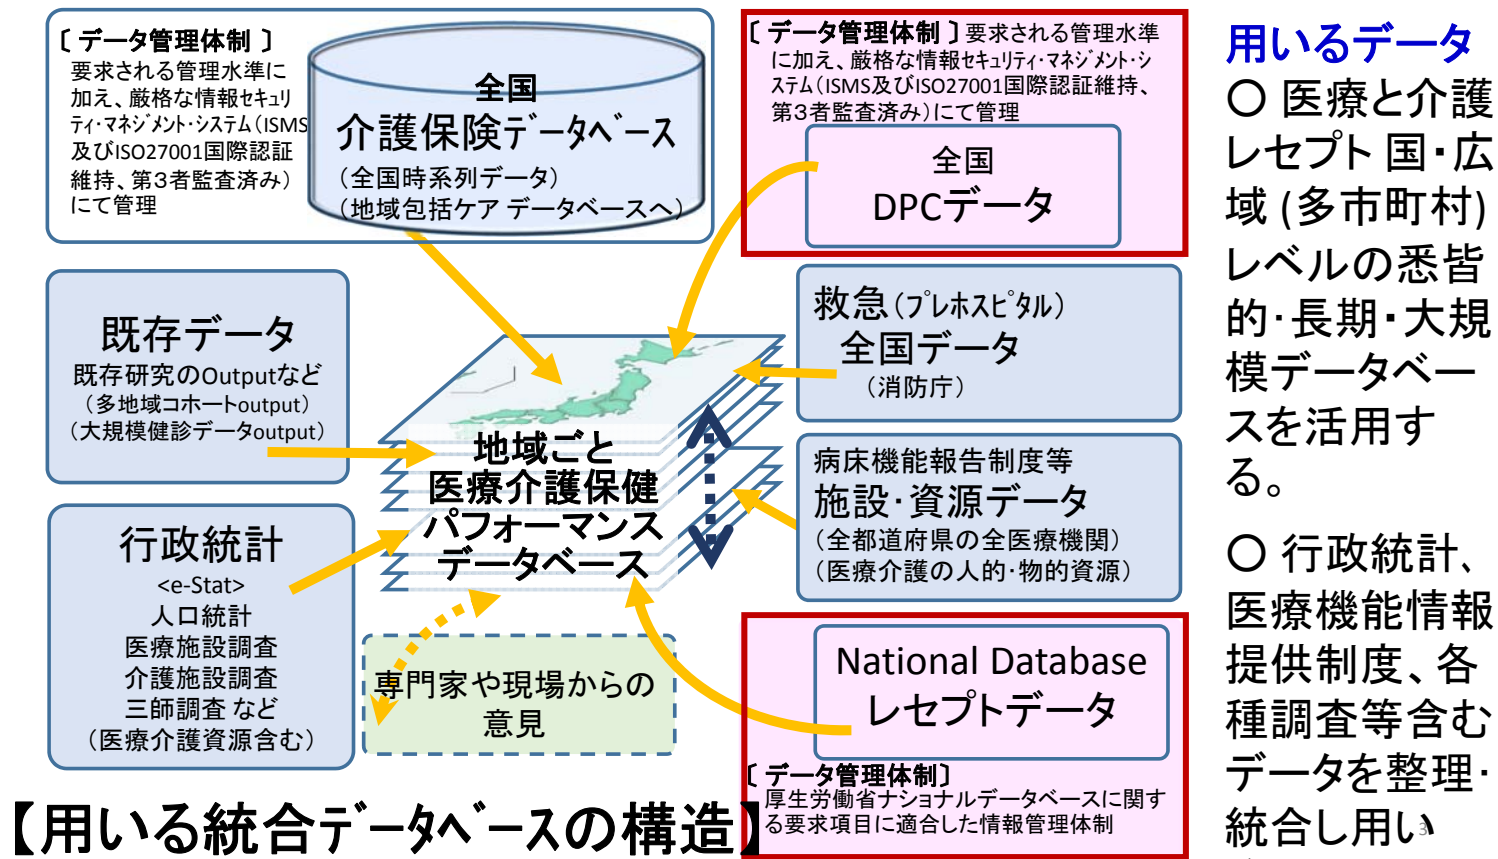 〔 データ管理体制 〕
要求される管理水準に
加え、厳格な情報セキュリ
ティ・マネジメント・システム（ISMS
及びISO27001国際認証
維持、第３者監査済み）
にて管理
全国
介護保険データベース
（全国時系列データ）
（地域包括ケア データベースへ）
〔 データ管理体制 〕要求される管理水準
に加え、厳格な情報セキュリティ・マネジメント・シ
ステム（ISMS及びISO27001国際認証維持、
第３者監査済み）にて管理
全国
DPCデータ
既存データ
既存研究のOutputなど
（多地域コホートoutput）
（大規模健診データoutput）
救急（プレホスピタル）
全国データ
（消防庁）
地域ごと
医療介護保健
パフォーマンス
データベース
病床機能報告制度等
施設・資源データ
（全都道府県の全医療機関）
（医療介護の人的・物的資源）
行政統計
<e-Stat>
人口統計
医療施設調査
介護施設調査
三師調査 など
（医療介護資源含む）
専門家や現場からの
意見
National Database
レセプトデータ
〔 データ管理体制〕
厚生労働省ナショナルデータベースに関す
る要求項目に適合した情報管理体制
【用いる統合データベースの構造】
用いるデータ
○ 医療と介護
レセプト 国・広
域 (多市町村)
レベルの悉皆
的・長期・大規
模データベー
スを活用す
る。
○ 行政統計、
医療機能情報
提供制度、各
種調査等含む
データを整理・
統合し用い
3